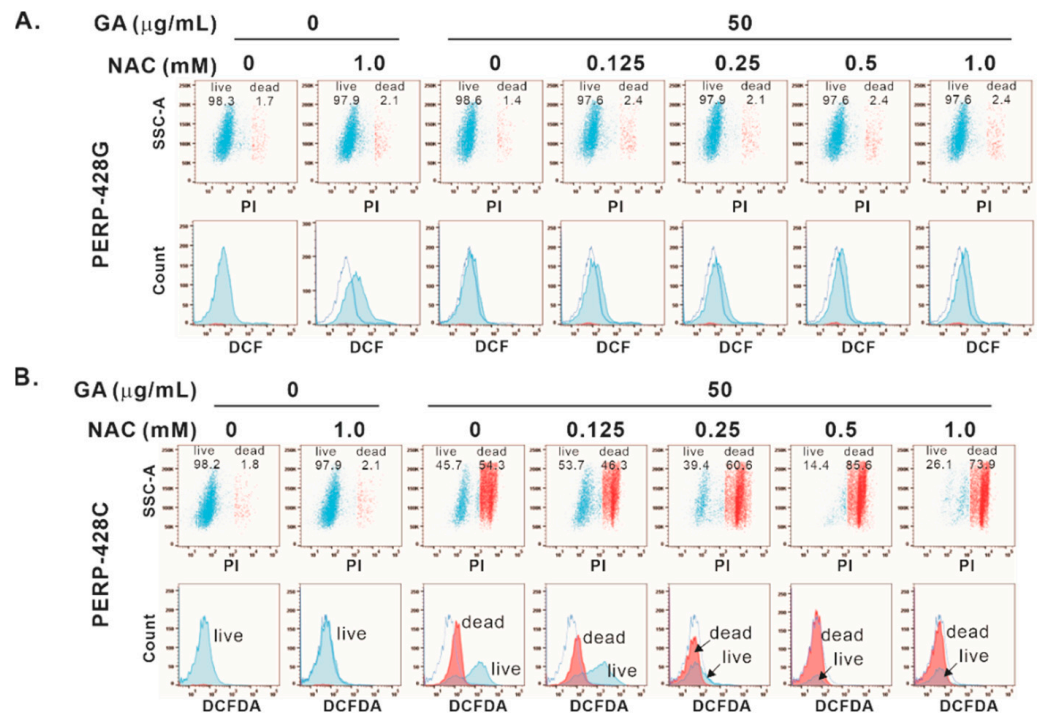 A.
GA (μg/mL) 0 50
NAC (mM) 0 1.0 0 0.125 0.25 0.5 1.0
live dead live dead live dead live dead live dead live dead live dead
98.3 1.7 97.9 2.1 98.6 1.4 97.6 2.4 97.9 2.1 97.6 2.4 97.6 2.4
SSC-A
PI PI PI PI PI PI PI
PERP-428G
Count
DCF DCF DCF DCF DCF DCF DCF
B.
GA (μg/mL) 0 50
NAC (mM) 0 1.0 0 0.125 0.25 0.5 1.0
live dead live dead live dead live dead live dead live dead live dead
98.2 1.8 97.9 2.1 45.7 54.3 53.7 46.3 39.4 60.6 14.4 85.6 26.1 73.9
SSC-A
PI PI PI PI PI PI PI
PERP-428C
Count
live live dead live dead live dead live dead live dead live
DCFDA DCFDA DCFDA DCFDA DCFDA DCFDA DCFDA